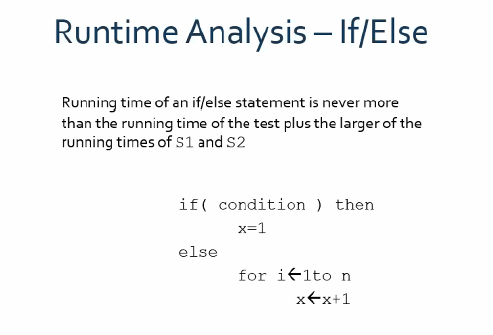 Runtime Analysis – If/Else
Running time of an if/else statement is never more
than the running time of the test plus the larger of the
running times of S1 and S2
if( condition ) then
x=1
else
for i←1to n
x←x+1